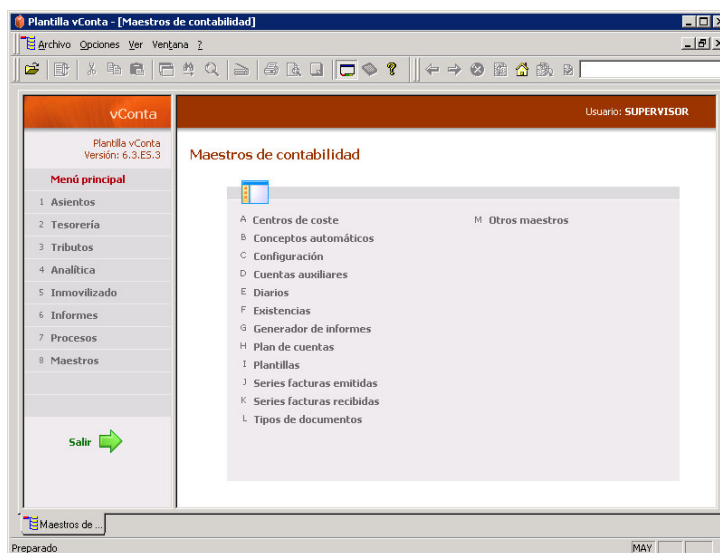 Plantilla vConta - [Maestros de contabilidad]
Archivo Opciones Ver Ventana ?
vConta
Usuario: SUPERVISOR
Plantilla vConta
Versión: 6.3.ES.3
Maestros de contabilidad
Menú principal
1 Asientos
2 Tesorería
3 Tributos
4 Analítica
5 Inmovilizado
6 Informes
7 Procesos
8 Maestros
Salir
A Centros de coste
B Conceptos automáticos
C Configuración
D Cuentas auxiliares
E Diarios
F Existencias
G Generador de informes
H Plan de cuentas
I Plantillas
J Series facturas emitidas
K Series facturas recibidas
L Tipos de documentos
M Otros maestros
Maestros de ...
Preparado
MAY